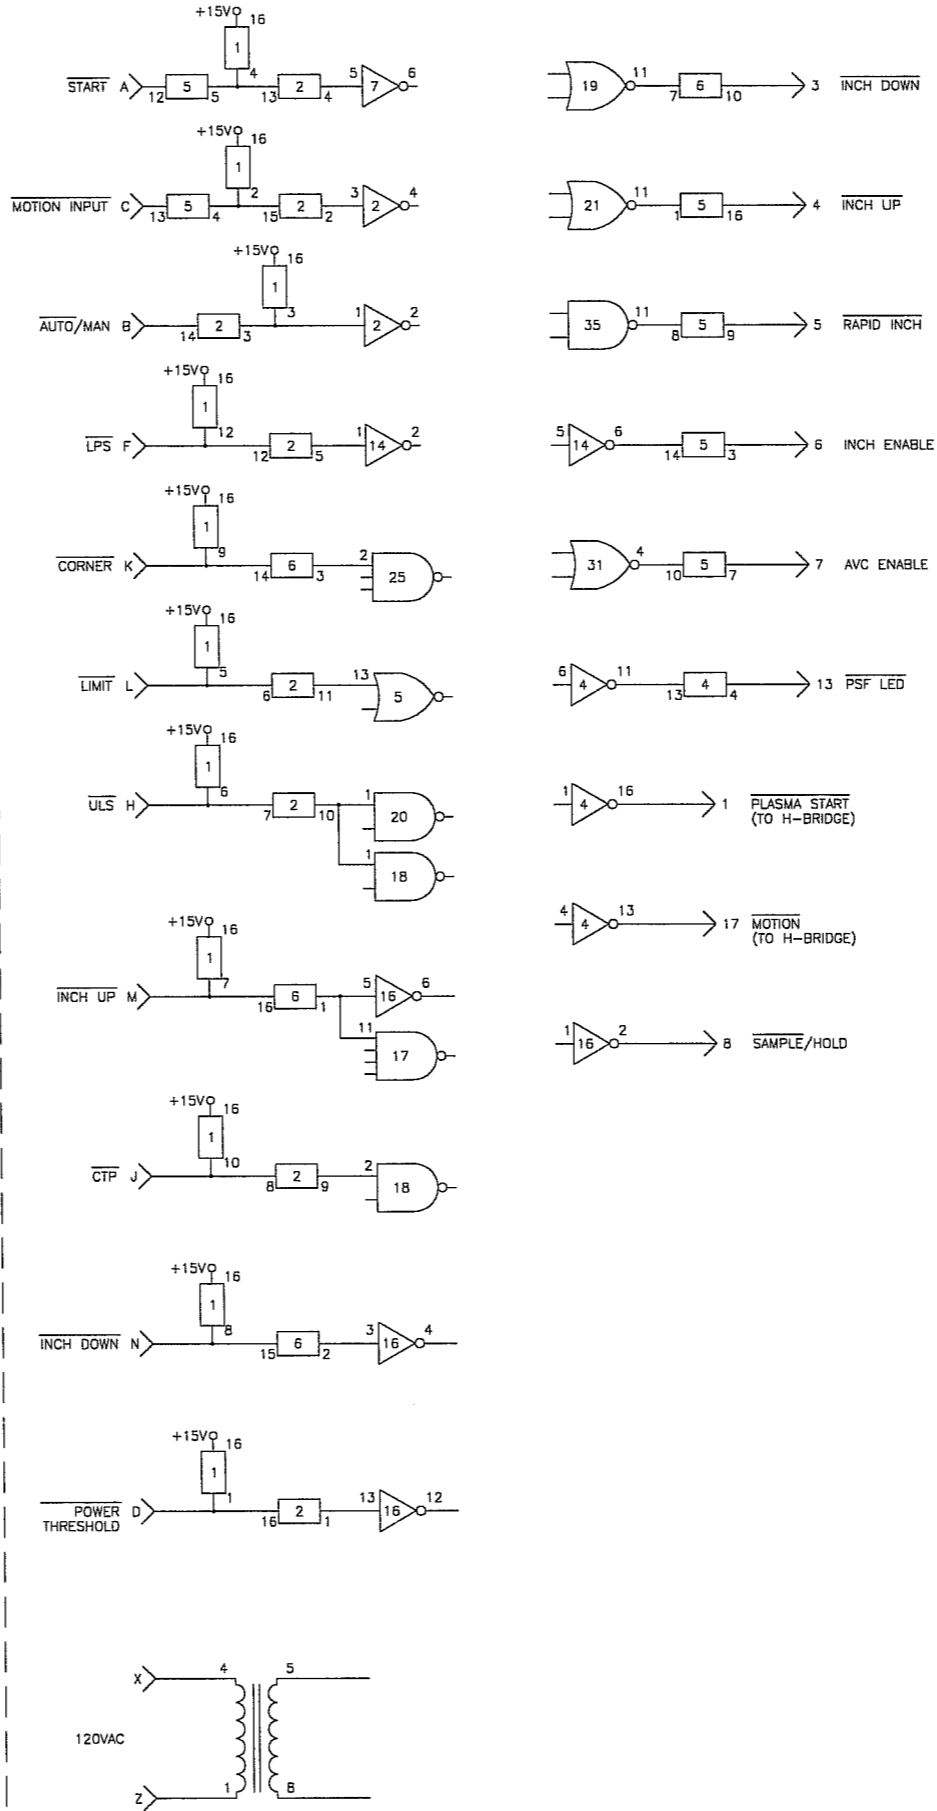 +15V 16
1
4
START A 12 5 5 13 2 4 5 7 6
+15V 16
1
2
MOTION INPUT C 13 5 4 15 2 2 3 2 4
+15V 16
1
3
AUTO/MAN B 14 2 3 1 2 2
+15V 16
1
12
LPS F 12 2 5 1 14 2
+15V 16
1
9
CORNER K 14 6 3 2 25
+15V 16
1
5
LIMIT L 6 2 11 13 5
+15V 16
1
6
ULS H 7 2 10 1 20
1 18
+15V 16
1
7
INCH UP M 16 6 1 5 16 6
11 17
+15V 16
1
10
CTP J 8 2 9 2 18
+15V 16
1
8
INCH DOWN N 15 6 2 3 16 4
+15V 16
1
1
POWER D 16 2 1 13 16 12
THRESHOLD
X 4 5
120VAC
Z 1 8
19 11 7 6 10 3 INCH DOWN
21 11 1 5 16 4 INCH UP
35 11 8 5 9 5 RAPID INCH
5 14 6 14 5 3 6 INCH ENABLE
31 4 10 5 7 7 AVC ENABLE
6 4 11 13 4 4 13 PSF LED
1 4 16 1 PLASMA START
(TO H-BRIDGE)
4 4 13 17 MOTION
(TO H-BRIDGE)
1 16 2 8 SAMPLE/HOLD